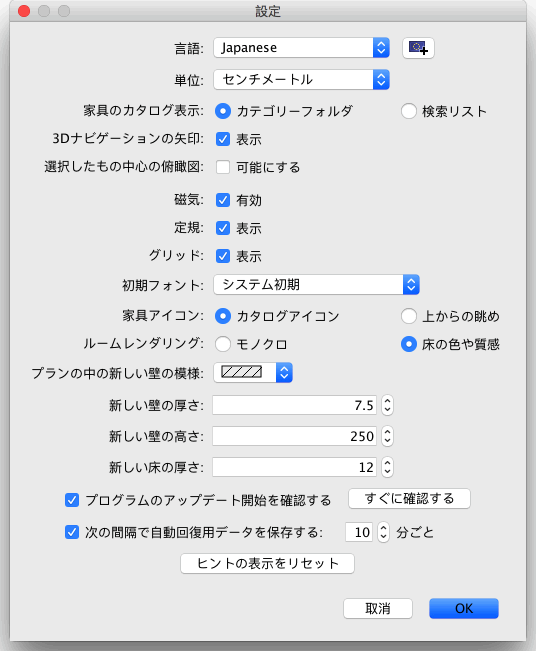 設定
言語: Japanese
単位: センチメートル
家具のカタログ表示: カテゴリーフォルダ 検索リスト
3Dナビゲーションの矢印: 表示
選択したもの中心の俯瞰図: 可能にする
磁気: 有効
定規: 表示
グリッド: 表示
初期フォント: システム初期
家具アイコン: カタログアイコン 上からの眺め
ルームレンダリング: モノクロ 床の色や質感
プランの中の新しい壁の模様:
新しい壁の厚さ: 7.5
新しい壁の高さ: 250
新しい床の厚さ: 12
プログラムのアップデート開始を確認する すぐに確認する
次の間隔で自動回復用データを保存する: 10 分ごと
ヒントの表示をリセット
取消 OK